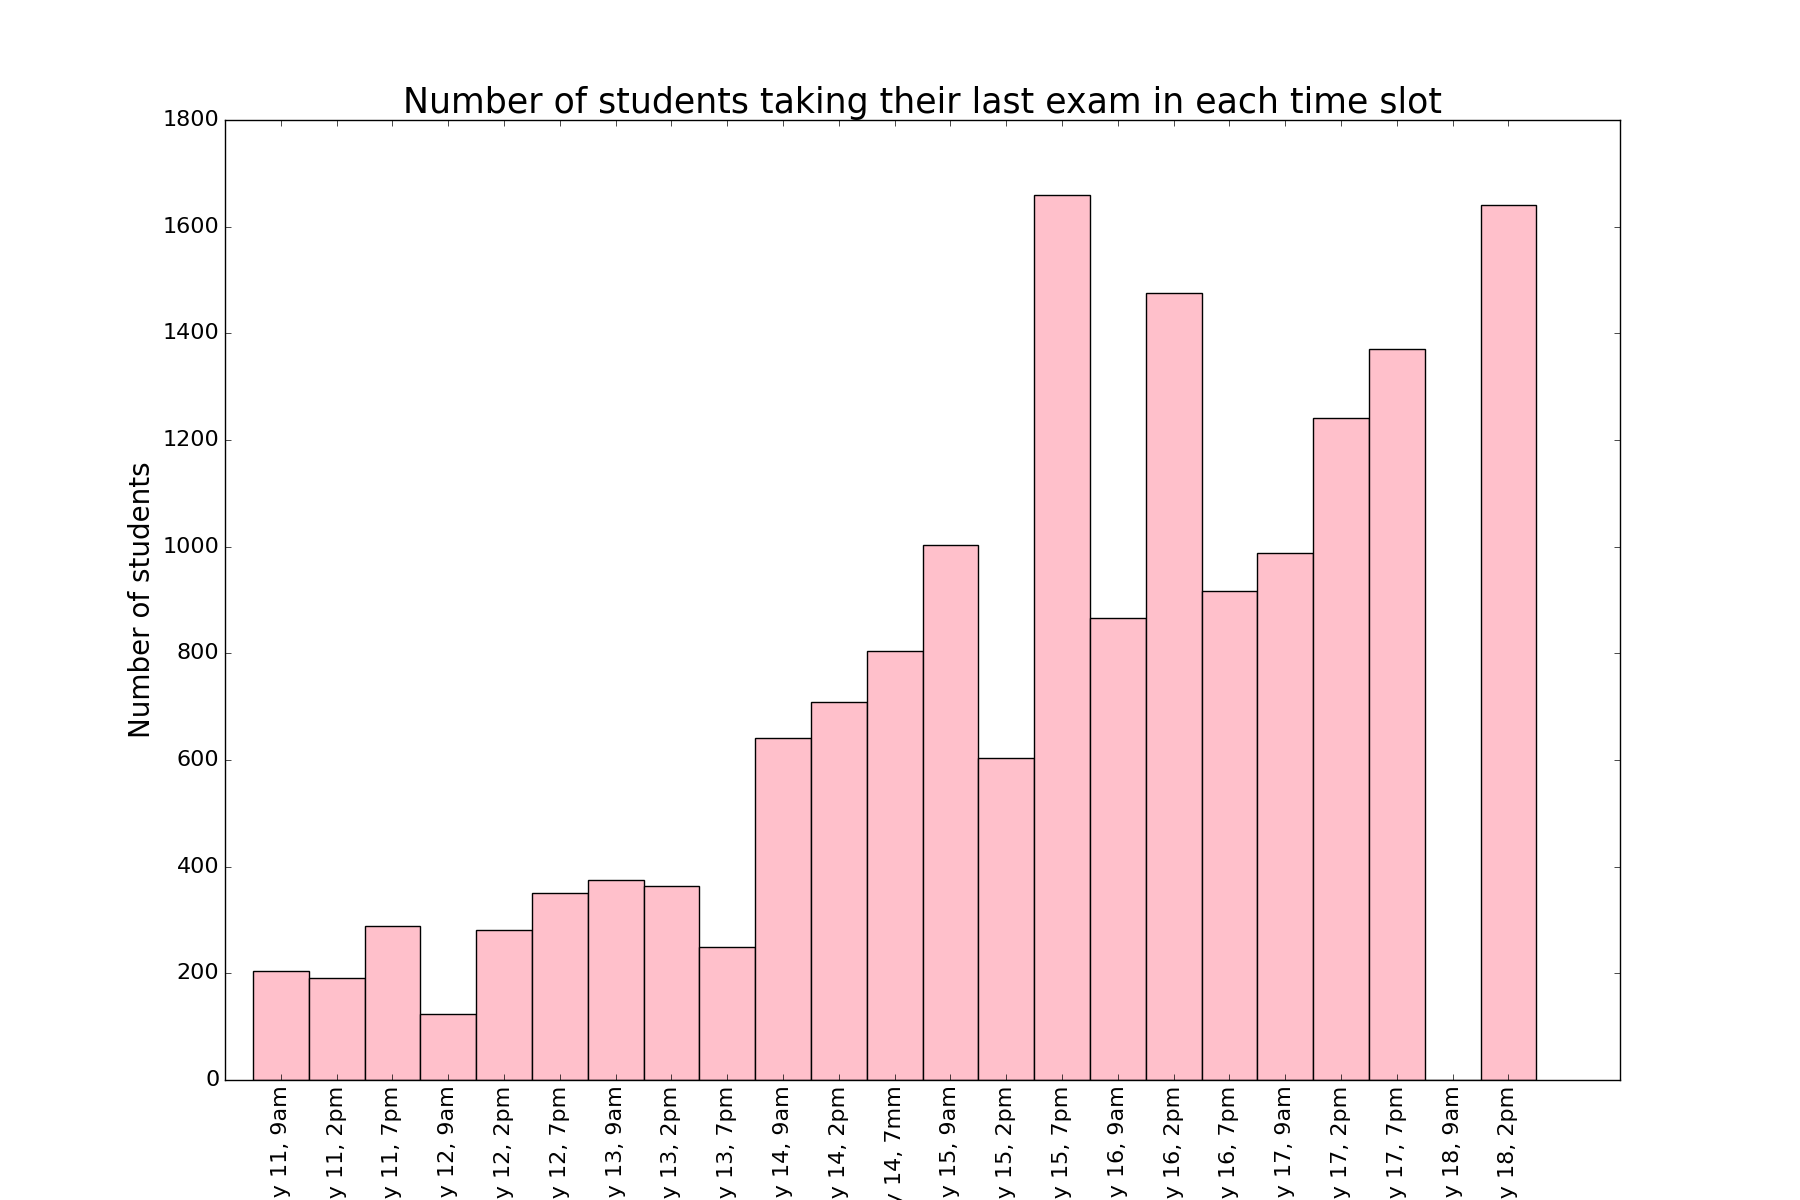 Number of students taking their last exam in each time slot
Number of students
1800
1600
1400
1200
1000
800
600
400
200
0
y 11, 9am
y 11, 2pm
y 11, 7pm
y 12, 9am
y 12, 2pm
y 12, 7pm
y 13, 9am
y 13, 2pm
y 13, 7pm
y 14, 9am
y 14, 2pm
y 14, 7mm
y 15, 9am
y 15, 2pm
y 15, 7pm
y 16, 9am
y 16, 2pm
y 16, 7pm
y 17, 9am
y 17, 2pm
y 17, 7pm
y 18, 9am
y 18, 2pm